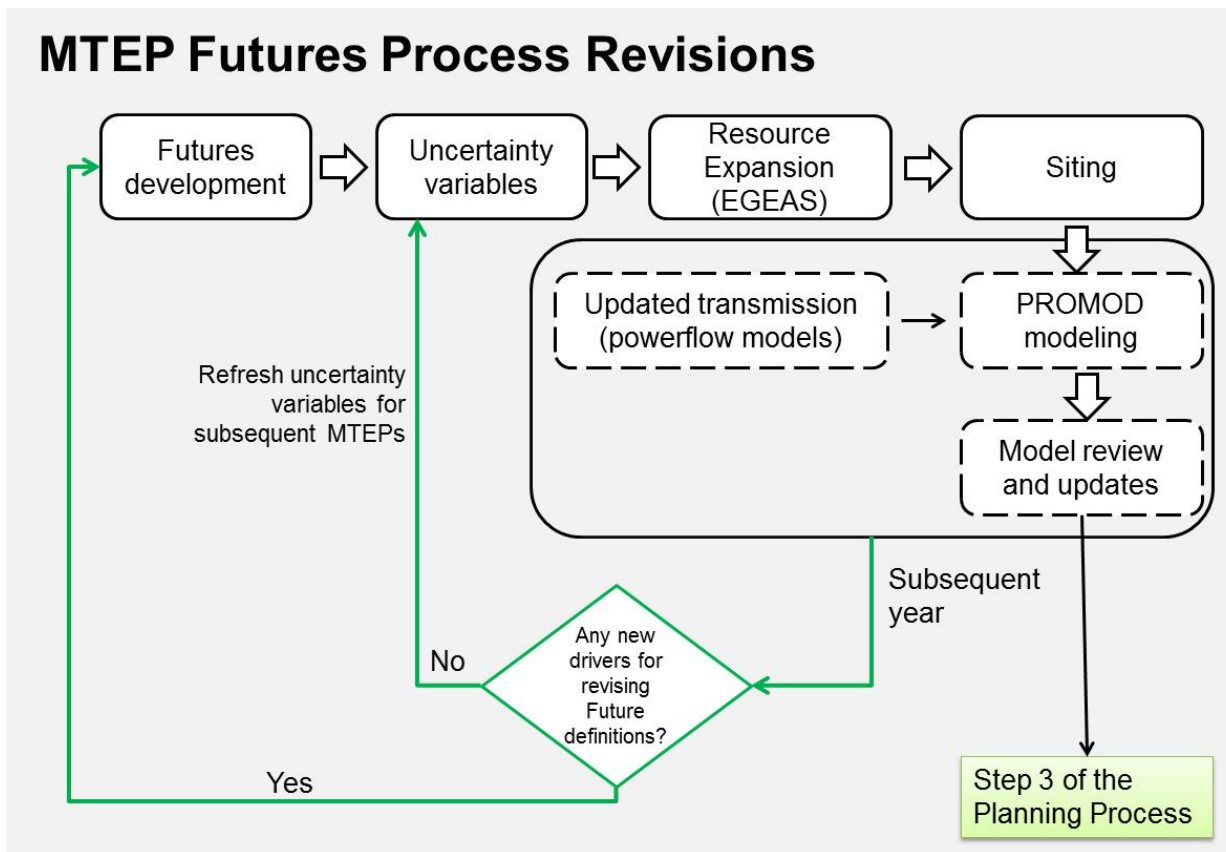 MTEP Futures Process Revisions
Futures
development
Uncertainty
variables
Resource
Expansion
(EGEAS)
Siting
Updated transmission
(powerflow models)
PROMOD
modeling
Refresh uncertainty
variables for
subsequent MTEPs
Model review
and updates
Subsequent
year
Any new
drivers for
revising
Future
definitions?
No
Yes
Step 3 of the
Planning Process